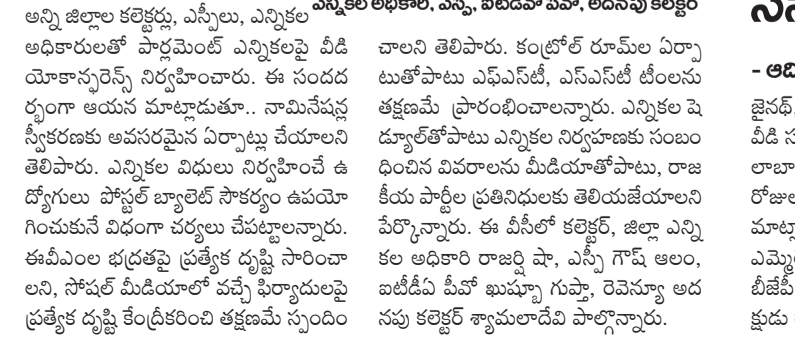 అన్ని జిల్లాల కలెక్టర్లు, ఎస్పీలు, ఎన్నికల
అధికారులతో పార్లమెంట్ ఎన్నికలపై వీడి
యోకాన్ఫరెన్స్ నిర్వహించారు. ఈ సందద
ర్భంగా ఆయన మాట్లాడుతూ.. నామినేషన్ల
స్వీకరణకు అవసరమైన ఏర్పాట్లు చేయాలని
తెలిపారు. ఎన్నికల విధులు నిర్వహించే ఉ
ద్యోగులు పోస్టల్ బ్యాలెట్ సౌకర్యం ఉపయో
గించుకునే విధంగా చర్యలు చేపట్టాలన్నారు.
ఈవీఎంల భద్రతపై ప్రత్యేక దృష్టి సారించా
లని, సోషల్ మీడియాలో వచ్చే ఫిర్యాదులపై
ప్రత్యేక దృష్టి కేంద్రీకరించి తక్షణమే స్పందిం
ఎన్నికల అధికారి, ఎస్పీ, ఐటీడీఏ పీవో, అదనపు కలెక్టర్
చాలని తెలిపారు. కంట్రోల్ రూమ్‌ల ఏర్పా
టుతోపాటు ఎఫ్ఎస్‌టీ, ఎస్ఎస్‌టీ టీంలను
తక్షణమే ప్రారంభించాలన్నారు. ఎన్నికల షె
డ్యూల్‌తోపాటు ఎన్నికల నిర్వహణకు సంబం
ధించిన వివరాలను మీడియాతోపాటు, రాజ
కీయ పార్టీల ప్రతినిధులకు తెలియజేయాలని
పేర్కొన్నారు. ఈ వీసీలో కలెక్టర్, జిల్లా ఎన్ని
కల అధికారి రాజర్షి షా, ఎస్పీ గౌష్ ఆలం,
ఐటీడీఏ పీవో ఖుష్బూ గుప్తా, రెవెన్యూ అద
నపు కలెక్టర్ శ్యామలాదేవి పాల్గొన్నారు.
జైనథ్,
వీడి స
లాబా
రోజుల
మాట్లా
ఎమ్మె
బీజేపీ
క్షుడు